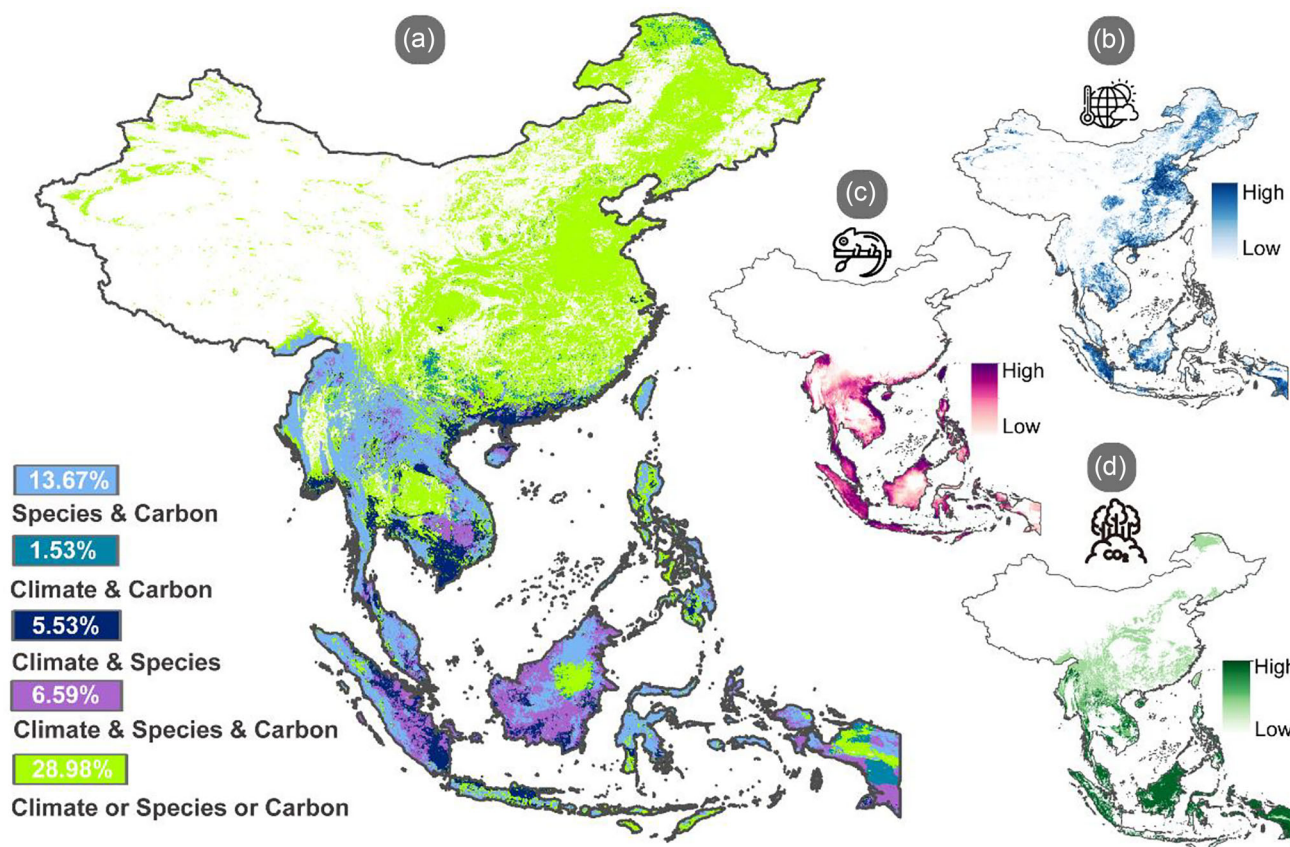 (a)
(b)
High
Low
(c)
High
Low
(d)
CO₂
High
Low
13.67%
Species & Carbon
1.53%
Climate & Carbon
5.53%
Climate & Species
6.59%
Climate & Species & Carbon
28.98%
Climate or Species or Carbon